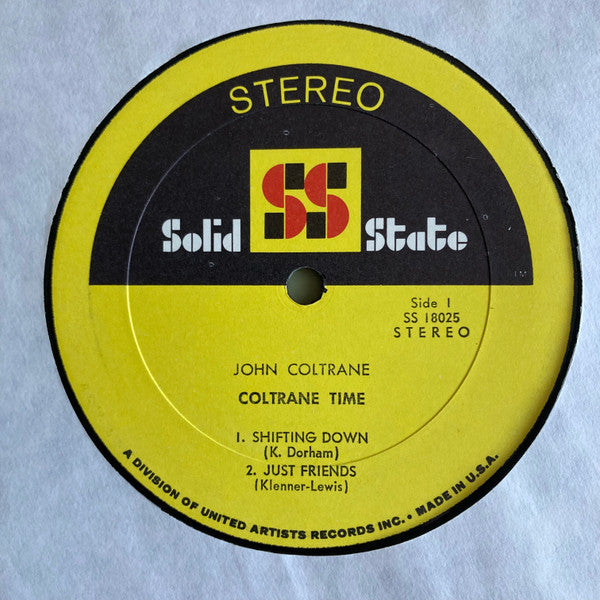 STEREO
SS
Solid State
TM
Side 1
SS 18025
STEREO
JOHN COLTRANE
COLTRANE TIME
1. SHIFTING DOWN
(K. Dorham)
2. JUST FRIENDS
(Klenner-Lewis)
A DIVISION OF UNITED ARTISTS RECORDS INC. • MADE IN U.S.A.